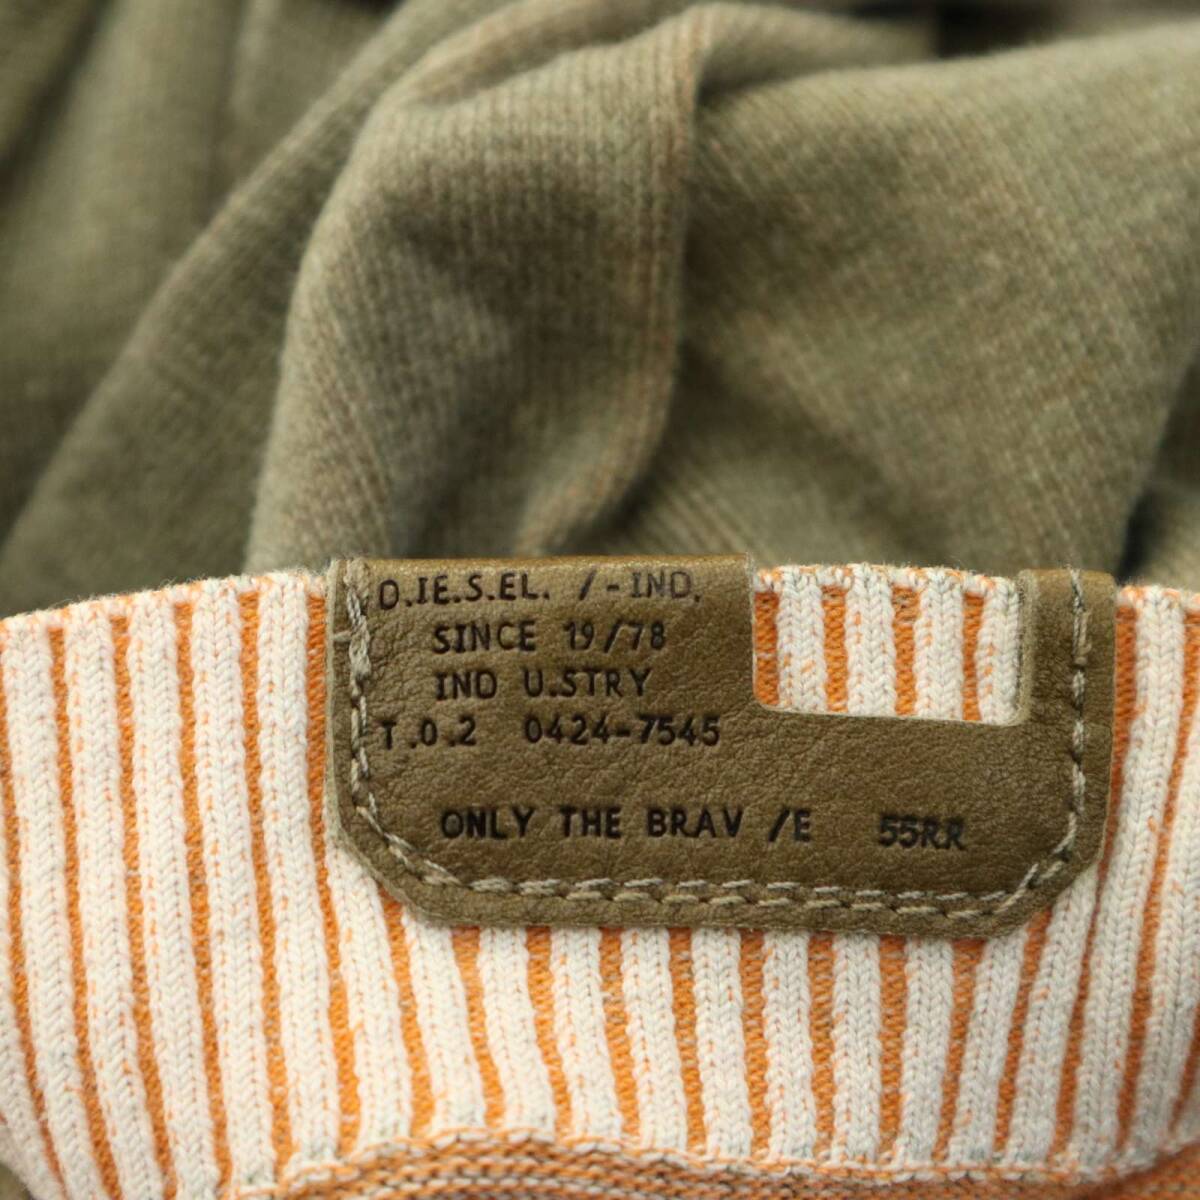 D.IE.S.EL. /-IND.
SINCE 19/78
IND U.STRY
T.0.2 0424-7545
ONLY THE BRAV /E 55RR